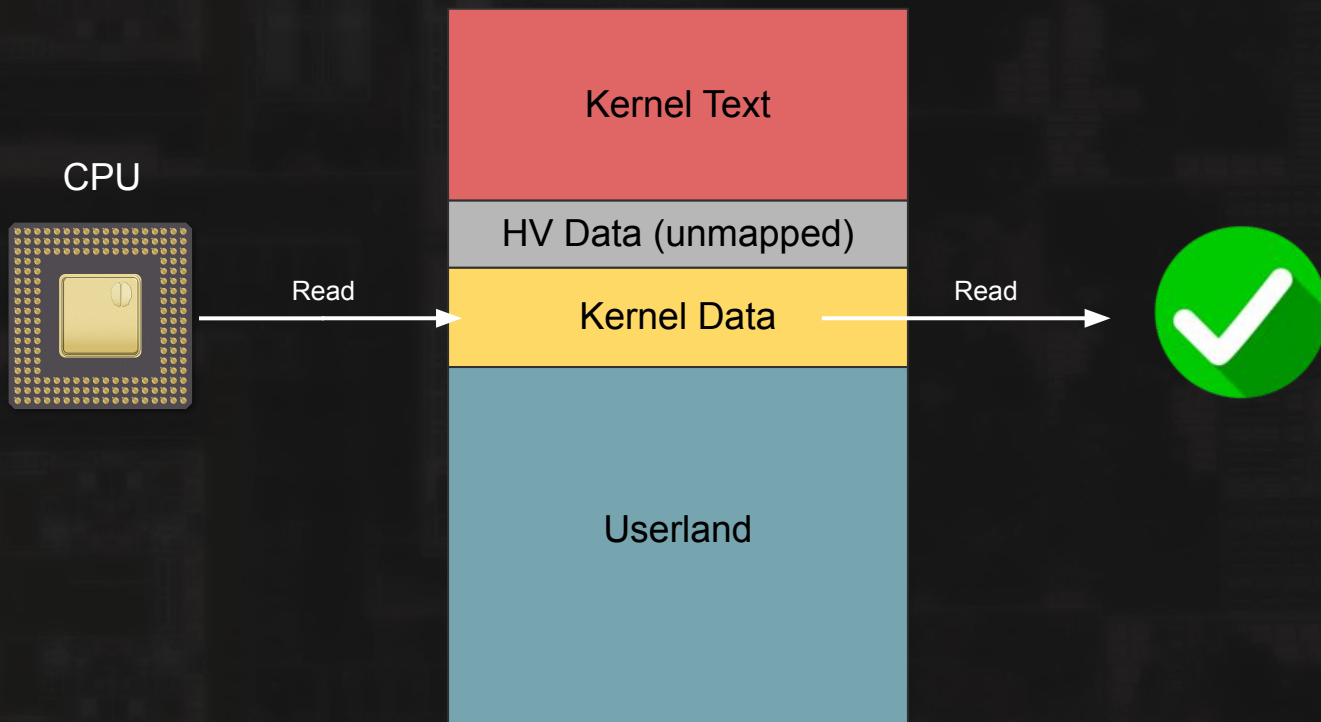 Kernel Text
CPU
HV Data (unmapped)
Read
Kernel Data
Read
Userland